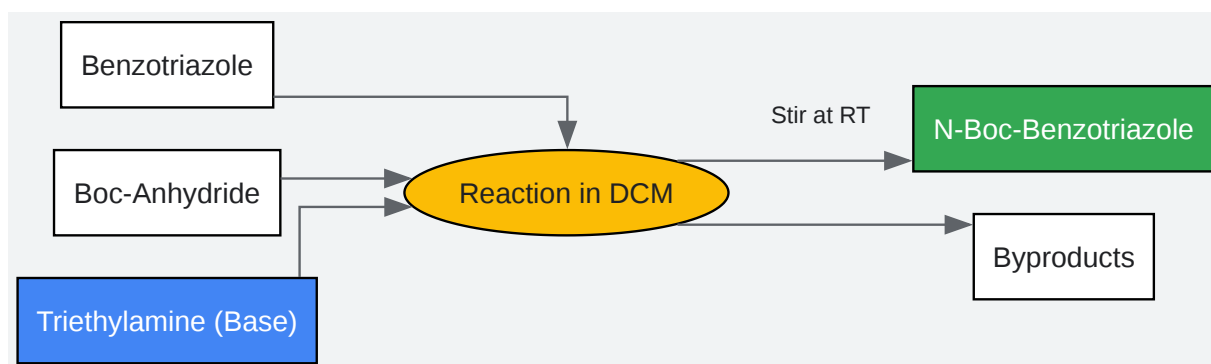 Benzotriazole
Stir at RT
N-Boc-Benzotriazole
Boc-Anhydride
Reaction in DCM
Byproducts
Triethylamine (Base)